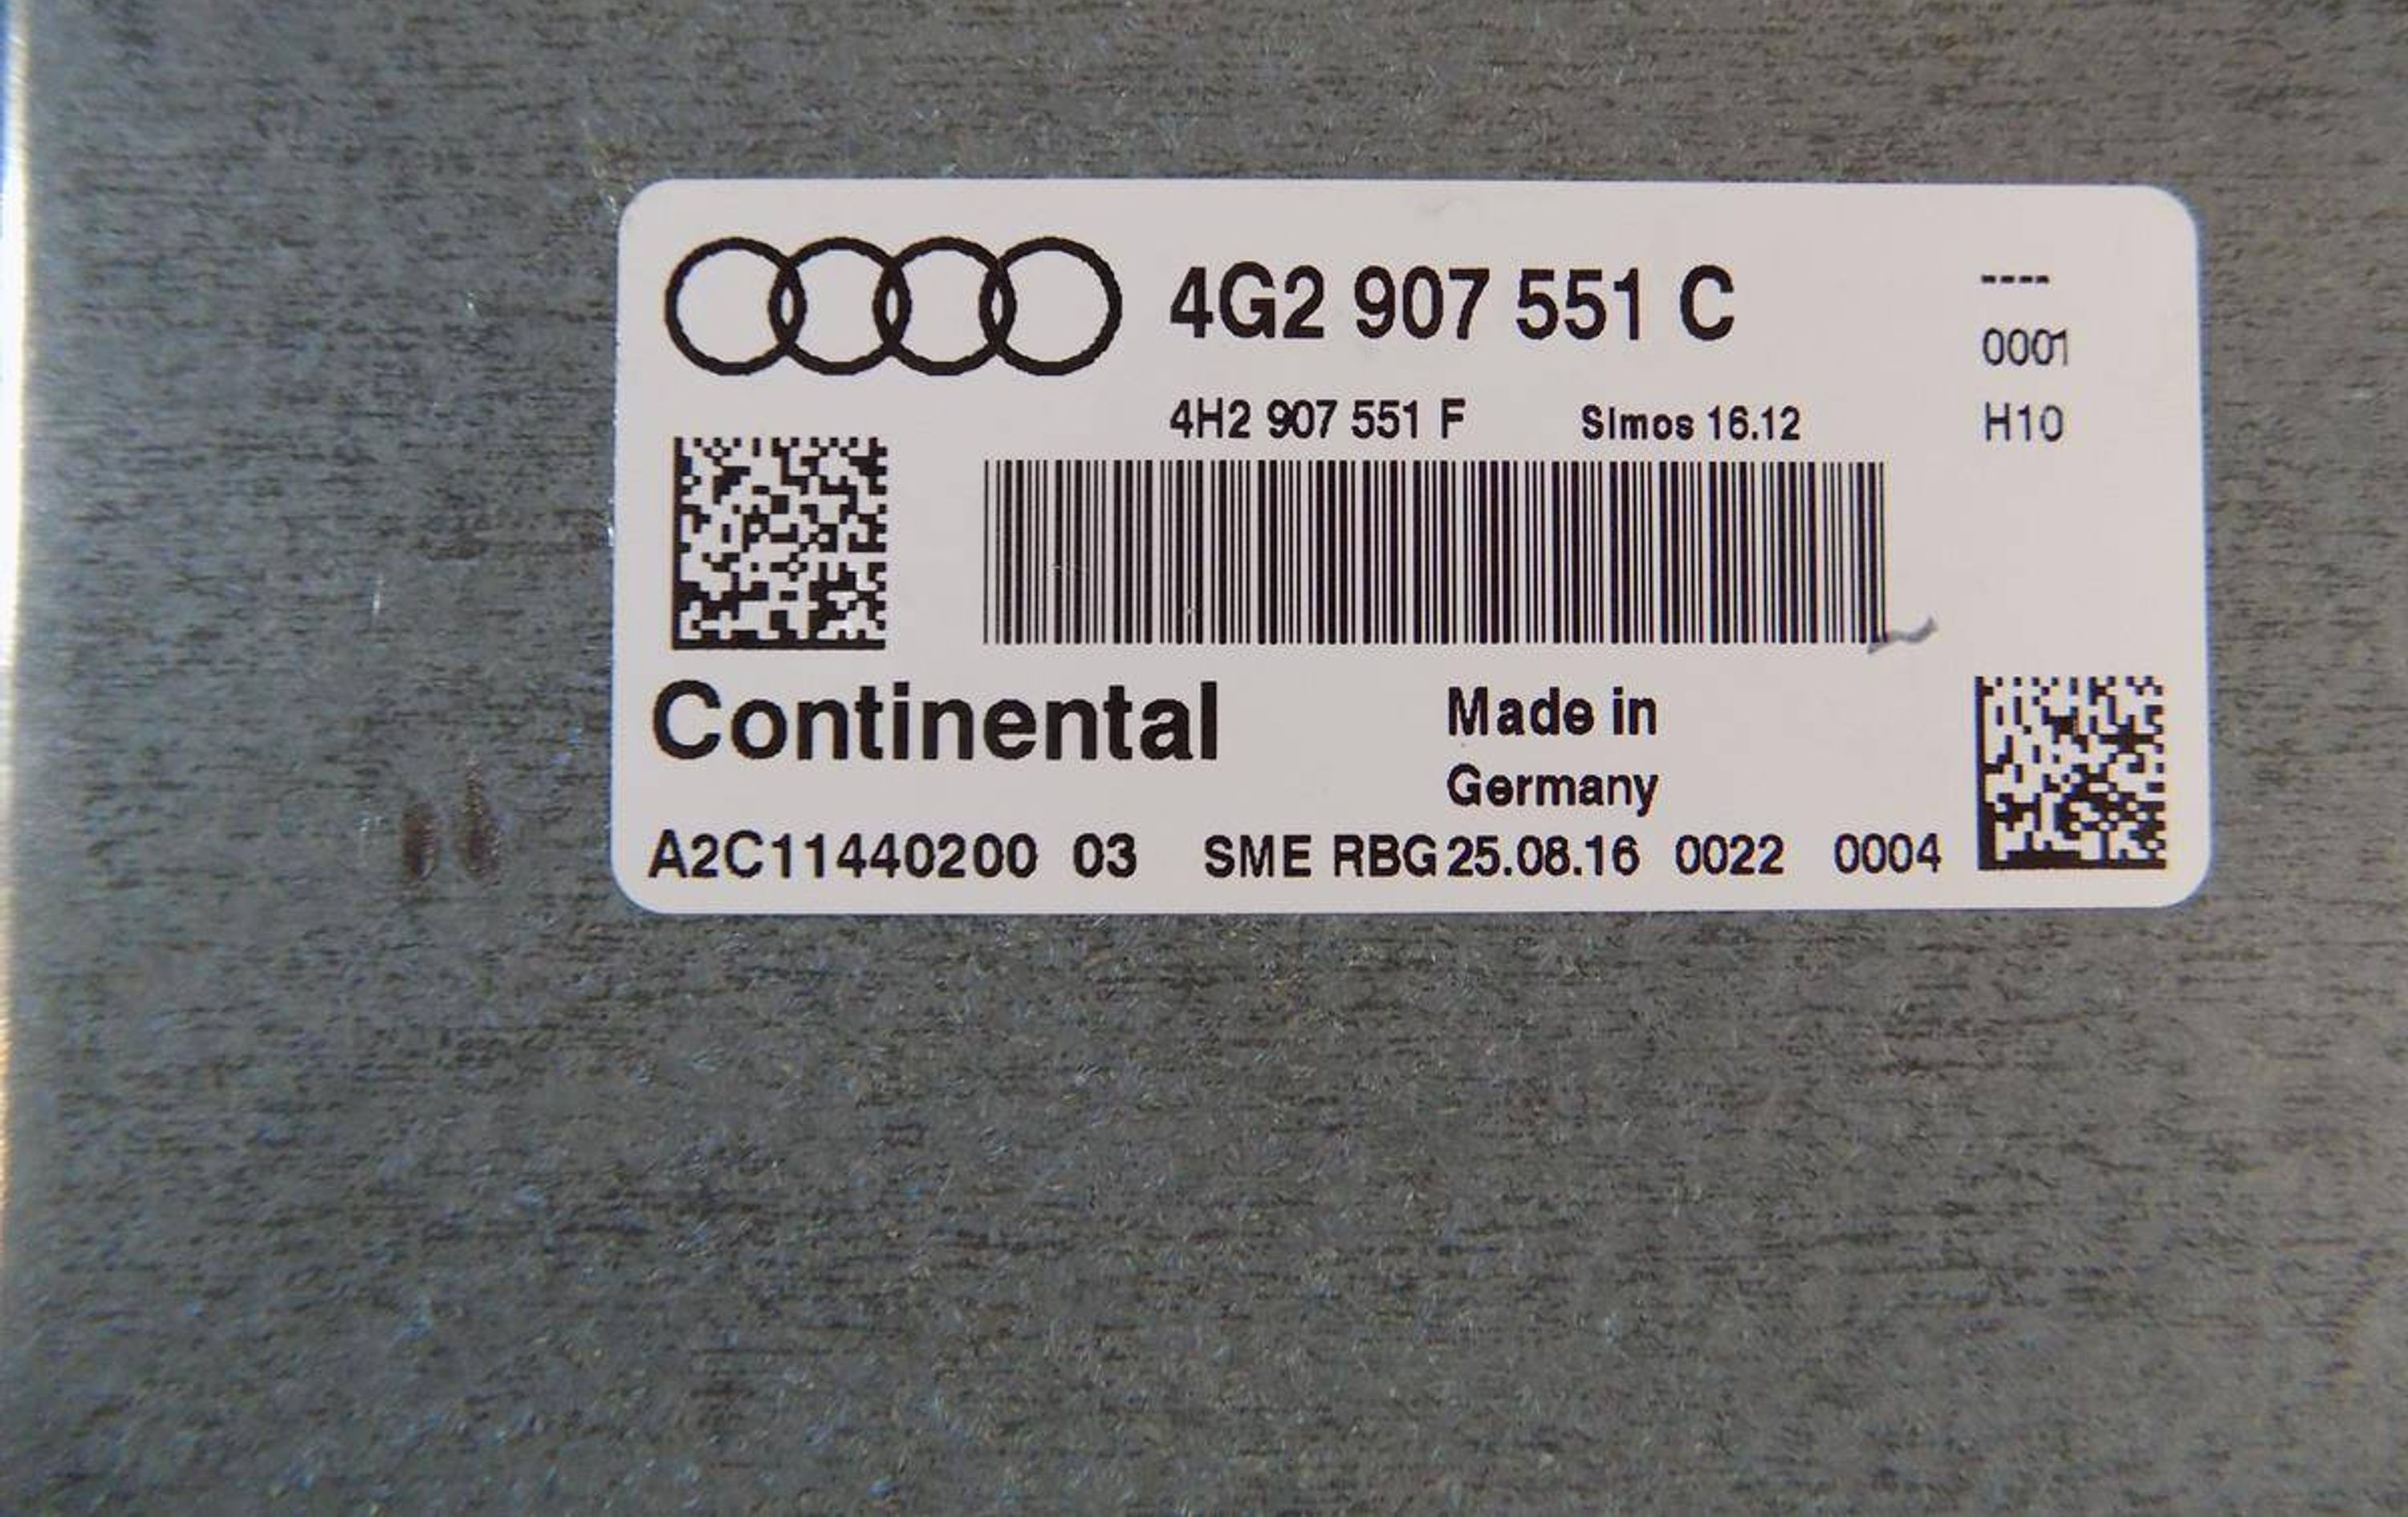 4G2 907 551 C
----
0001
4H2 907 551 F Simos 16.12 H10
Continental
Made in
Germany
A2C11440200 03 SME RBG 25.08.16 0022 0004